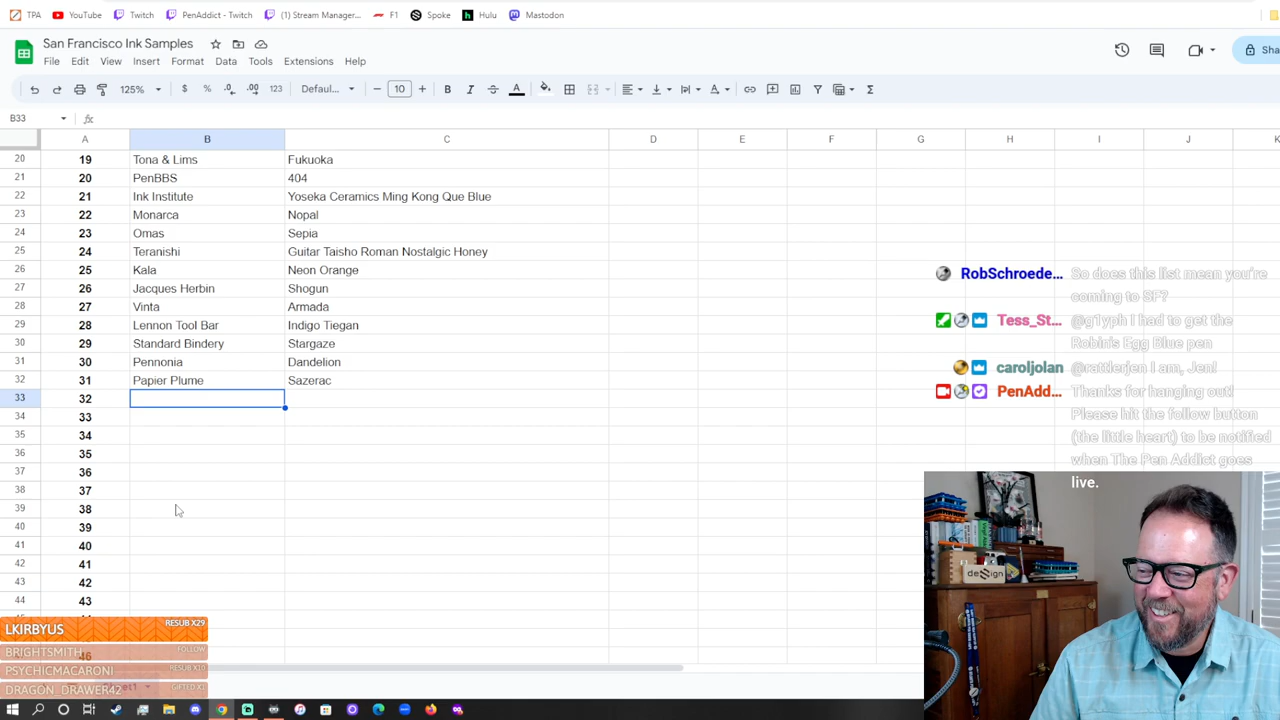 TPA YouTube Twitch PenAddict - Twitch (1) Stream Manager... F1 Spoke Hulu Mastodon
San Francisco Ink Samples
File Edit View Insert Format Data Tools Extensions Help
Sha
125% $ % .0 .00 123 Defaul... 10 B I A
B33 fx
A B C D E F G H I J K
20 19 Tona & Lims Fukuoka
21 20 PenBBS 404
22 21 Ink Institute Yoseka Ceramics Ming Kong Que Blue
23 22 Monarca Nopal
24 23 Omas Sepia
25 24 Teranishi Guitar Taisho Roman Nostalgic Honey
26 25 Kala Neon Orange
27 26 Jacques Herbin Shogun
28 27 Vinta Armada
29 28 Lennon Tool Bar Indigo Tiegan
30 29 Standard Bindery Stargaze
31 30 Pennonia Dandelion
32 31 Papier Plume Sazerac
33 32
34 33
35 34
36 35
37 36
38 37
39 38
40 39
41 40
42 41
43 42
44 43
46
RobSchroede... So does this list mean you're
coming to SF?
Tess_St... @g1yph I had to get the
Robin's Egg Blue pen
caroljolan @rattlerjen I am, Jen!
PenAdd... Thanks for hanging out!
Please hit the follow button
(the little heart) to be notified
when The Pen Addict goes
live.
LKIRBYUS RESUB X29
BRIGHTSMITH FOLLOW
PSYCHICMACARONI RESUB X10
DRAGON_DRAWER42 GIFTED X1
deSign